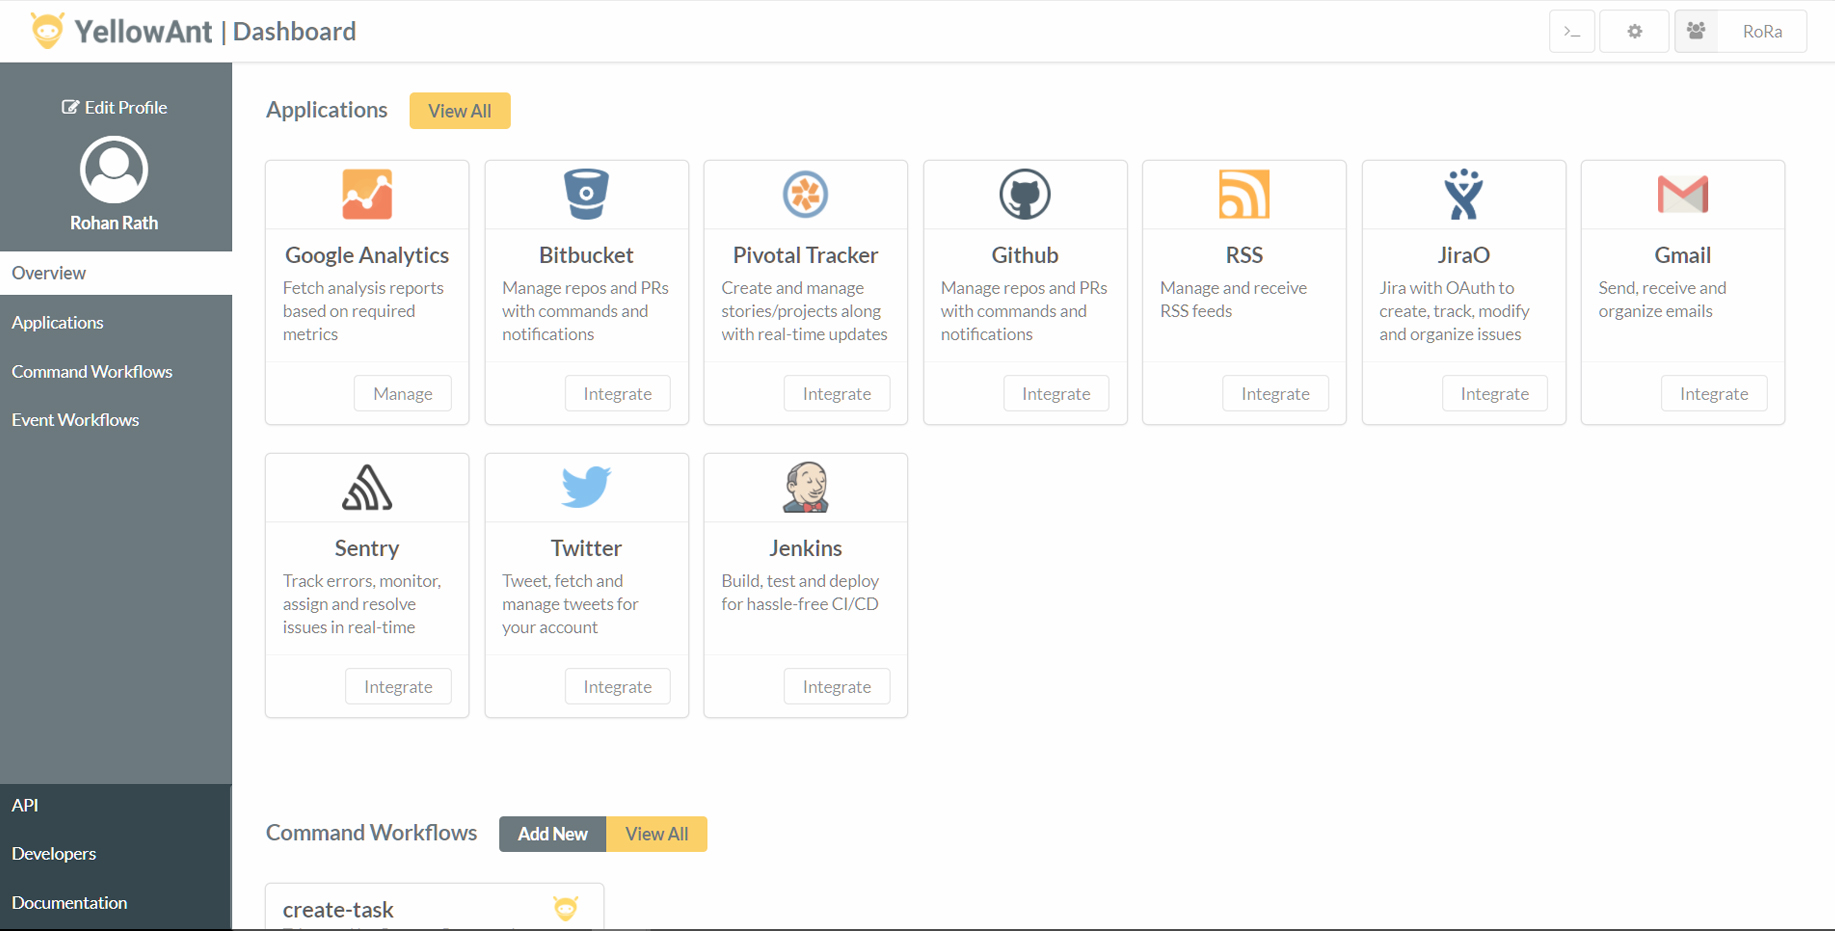 YellowAnt | Dashboard
>_
RoRa
Edit Profile
Rohan Rath
Overview
Applications
Command Workflows
Event Workflows
API
Developers
Documentation
Applications
View All
Google Analytics
Fetch analysis reports
based on required
metrics
Manage
Bitbucket
Manage repos and PRs
with commands and
notifications
Integrate
Pivotal Tracker
Create and manage
stories/projects along
with real-time updates
Integrate
Github
Manage repos and PRs
with commands and
notifications
Integrate
RSS
Manage and receive
RSS feeds
Integrate
JiraO
Jira with OAuth to
create, track, modify
and organize issues
Integrate
Gmail
Send, receive and
organize emails
Integrate
Sentry
Track errors, monitor,
assign and resolve
issues in real-time
Integrate
Twitter
Tweet, fetch and
manage tweets for
your account
Integrate
Jenkins
Build, test and deploy
for hassle-free CI/CD
Integrate
Command Workflows
Add New
View All
create-task